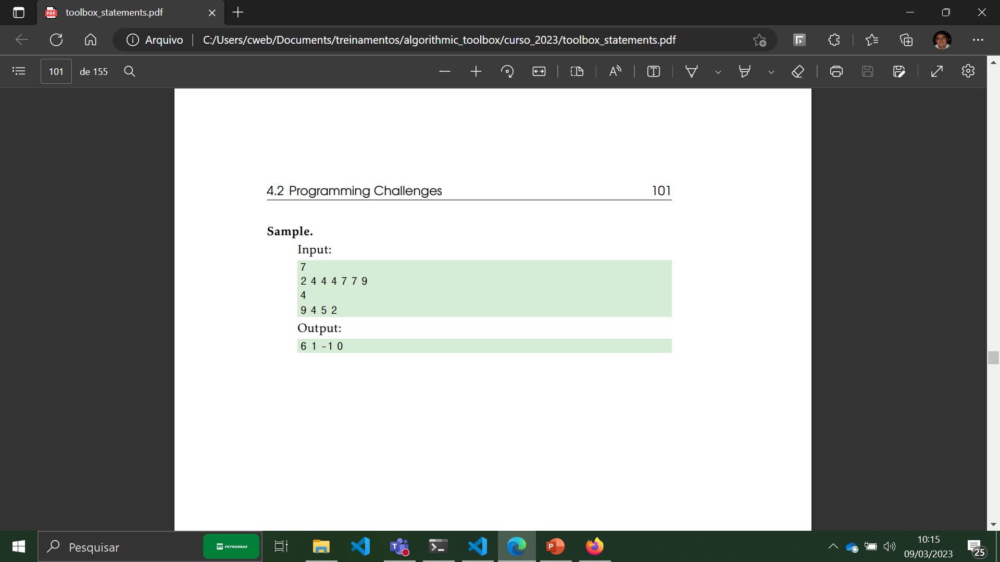 toolbox_statements.pdf
Arquivo C:/Users/cweb/Documents/treinamentos/algorithmic_toolbox/curso_2023/toolbox_statements.pdf
101 de 155
4.2 Programming Challenges 101
Sample.
Input:
7
2 4 4 4 7 7 9
4
9 4 5 2
Output:
6 1 -1 0
Pesquisar BR PETROBRAS
10:15
09/03/2023
25